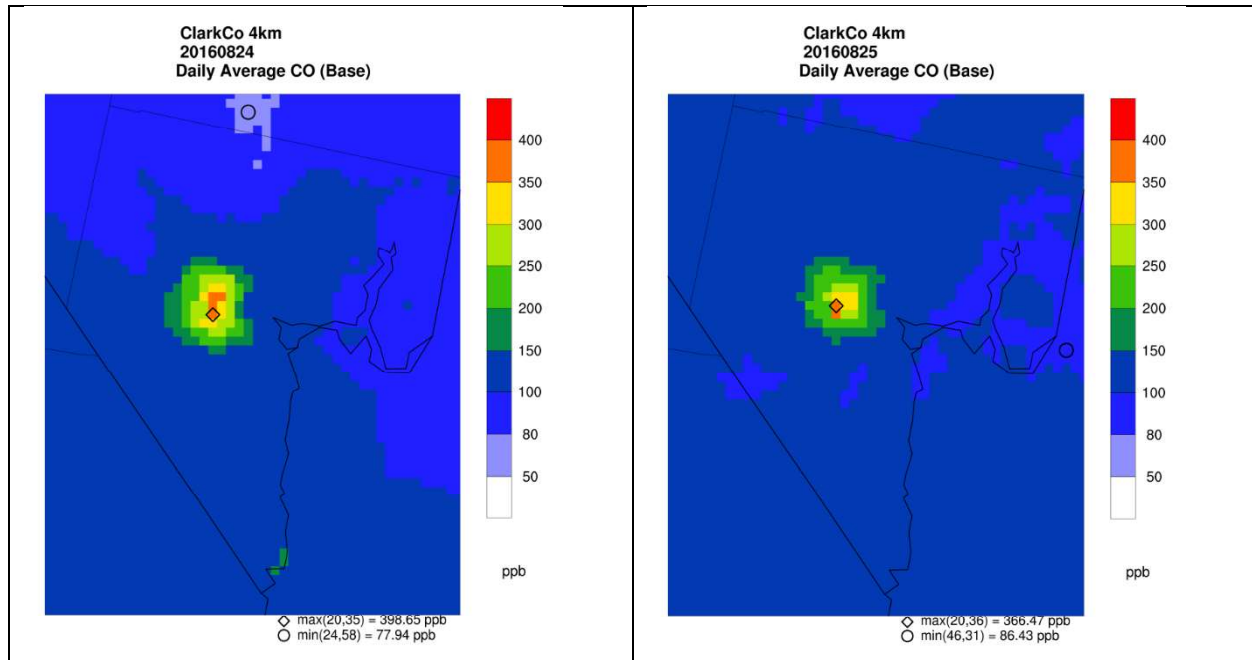 ClarkCo 4km
20160824
Daily Average CO (Base)
400
350
300
250
200
150
100
80
50
ppb
max(20,35) = 398.65 ppb
min(24,58) = 77.94 ppb
ClarkCo 4km
20160825
Daily Average CO (Base)
400
350
300
250
200
150
100
80
50
ppb
max(20,36) = 366.47 ppb
min(46,31) = 86.43 ppb